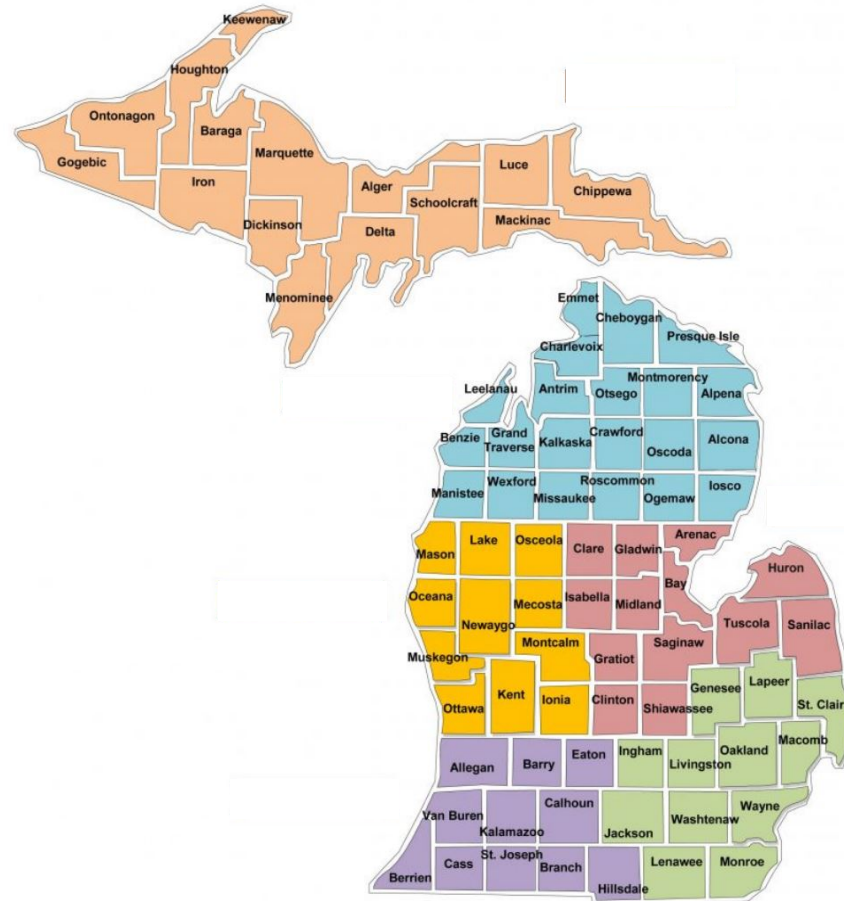 Keewenaw
Houghton
Ontonagon
Baraga
Marquette
Gogebic
Iron
Alger
Luce
Schoolcraft
Chippewa
Mackinac
Dickinson
Delta
Menominee
Emmet
Cheboygan
Presque Isle
Charlevoix
Leelanau
Antrim
Otsego
Montmorency
Alpena
Benzie
Grand
Traverse
Kalkaska
Crawford
Oscoda
Alcona
Manistee
Wexford
Missaukee
Roscommon
Ogemaw
Iosco
Mason
Lake
Osceola
Clare
Gladwin
Arenac
Huron
Oceana
Newaygo
Mecosta
Isabella
Midland
Bay
Tuscola
Sanilac
Muskegon
Montcalm
Gratiot
Saginaw
Ottawa
Kent
Ionia
Clinton
Shiawassee
Genesee
Lapeer
St. Clair
Allegan
Barry
Eaton
Ingham
Livingston
Oakland
Macomb
Van Buren
Kalamazoo
Calhoun
Jackson
Washtenaw
Wayne
Berrien
Cass
St. Joseph
Branch
Hillsdale
Lenawee
Monroe